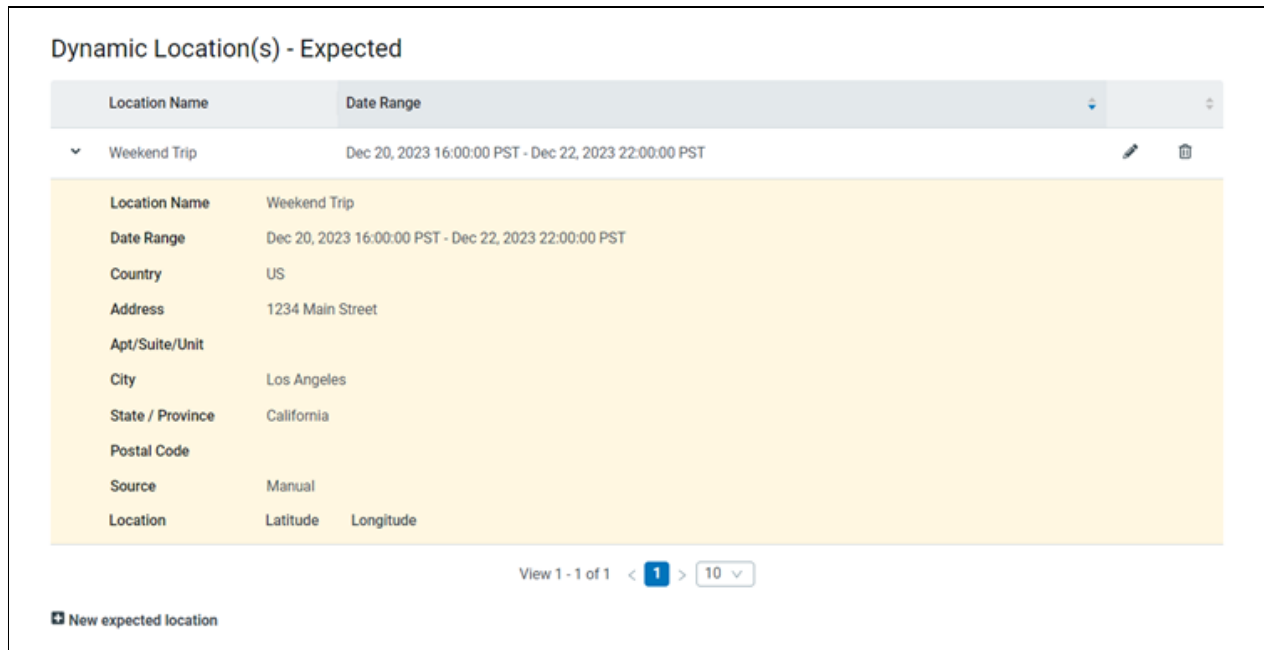 Dynamic Location(s) - Expected
Location Name Date Range
Weekend Trip Dec 20, 2023 16:00:00 PST - Dec 22, 2023 22:00:00 PST
Location Name Weekend Trip
Date Range Dec 20, 2023 16:00:00 PST - Dec 22, 2023 22:00:00 PST
Country US
Address 1234 Main Street
Apt/Suite/Unit
City Los Angeles
State / Province California
Postal Code
Source Manual
Location Latitude Longitude
View 1 - 1 of 1 < 1 > 10
New expected location